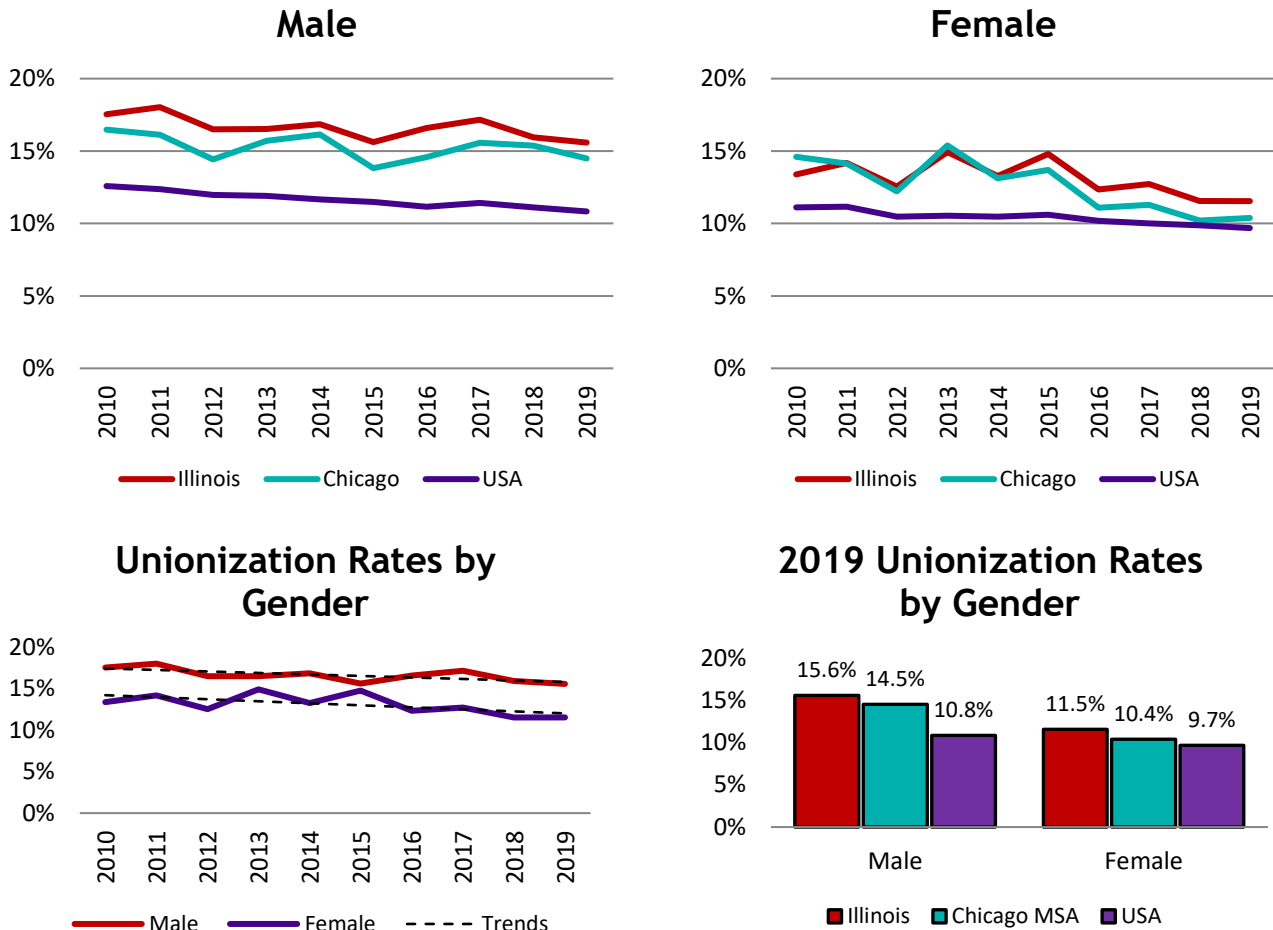 Male
20%
15%
10%
5%
0%
2010 2011 2012 2013 2014 2015 2016 2017 2018 2019
Illinois Chicago USA
Female
20%
15%
10%
5%
0%
2010 2011 2012 2013 2014 2015 2016 2017 2018 2019
Illinois Chicago USA
Unionization Rates by
Gender
20%
15%
10%
5%
0%
2010 2011 2012 2013 2014 2015 2016 2017 2018 2019
Male Female Trends
2019 Unionization Rates
by Gender
20%
15%
10%
5%
0%
15.6% 14.5% 10.8% 11.5% 10.4% 9.7%
Male Female
Illinois Chicago MSA USA